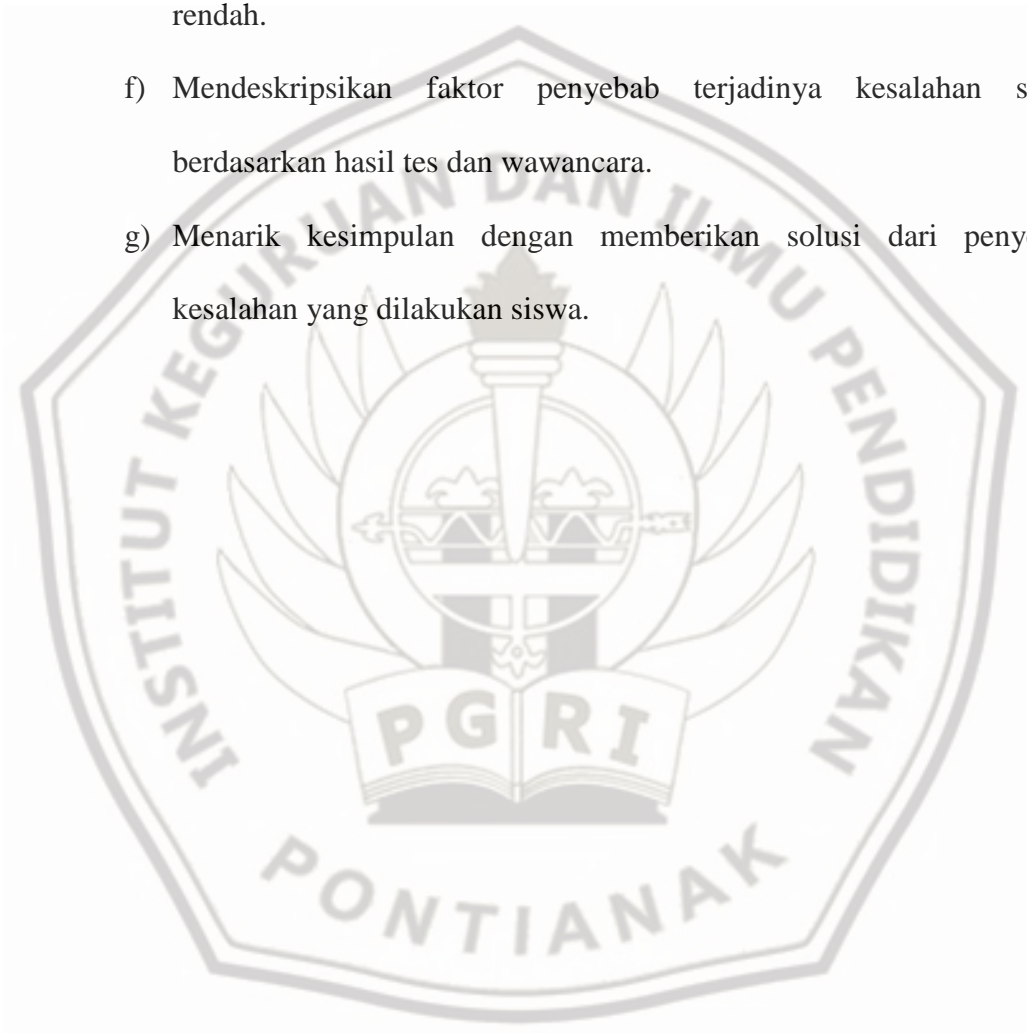 rendah.
f) Mendeskripsikan faktor penyebab terjadinya kesalahan s
berdasarkan hasil tes dan wawancara.
g) Menarik kesimpulan dengan memberikan solusi dari penye
kesalahan yang dilakukan siswa.
INSTITUT KEGURUAN DAN ILMU PENDIDIKAN
PGRI
PONTIANAK